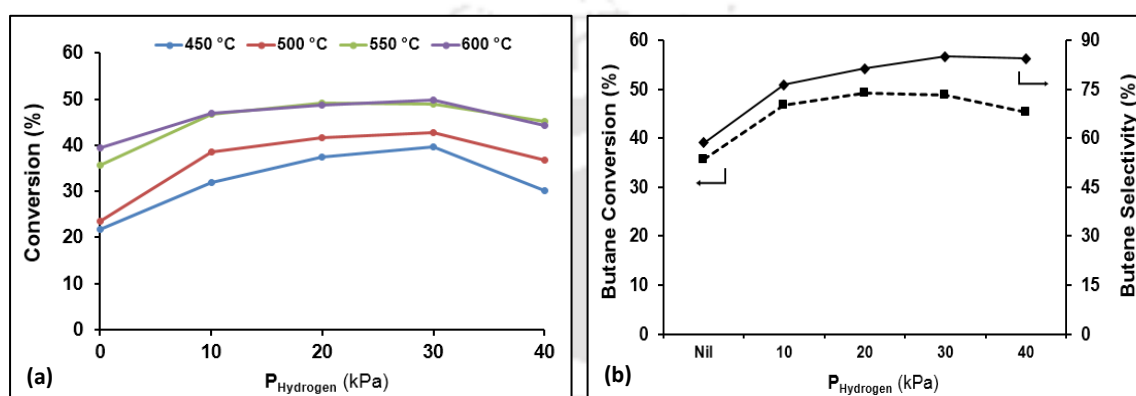 450 °C 500 °C 550 °C 600 °C
60
50
40
30
20
10
0
Conversion (%)
0 10 20 30 40
P Hydrogen (kPa)
(a)
60
50
40
30
20
10
0
Butane Conversion (%)
90
75
60
45
30
15
0
Butene Selectivity (%)
Nil 10 20 30 40
P Hydrogen (kPa)
(b)